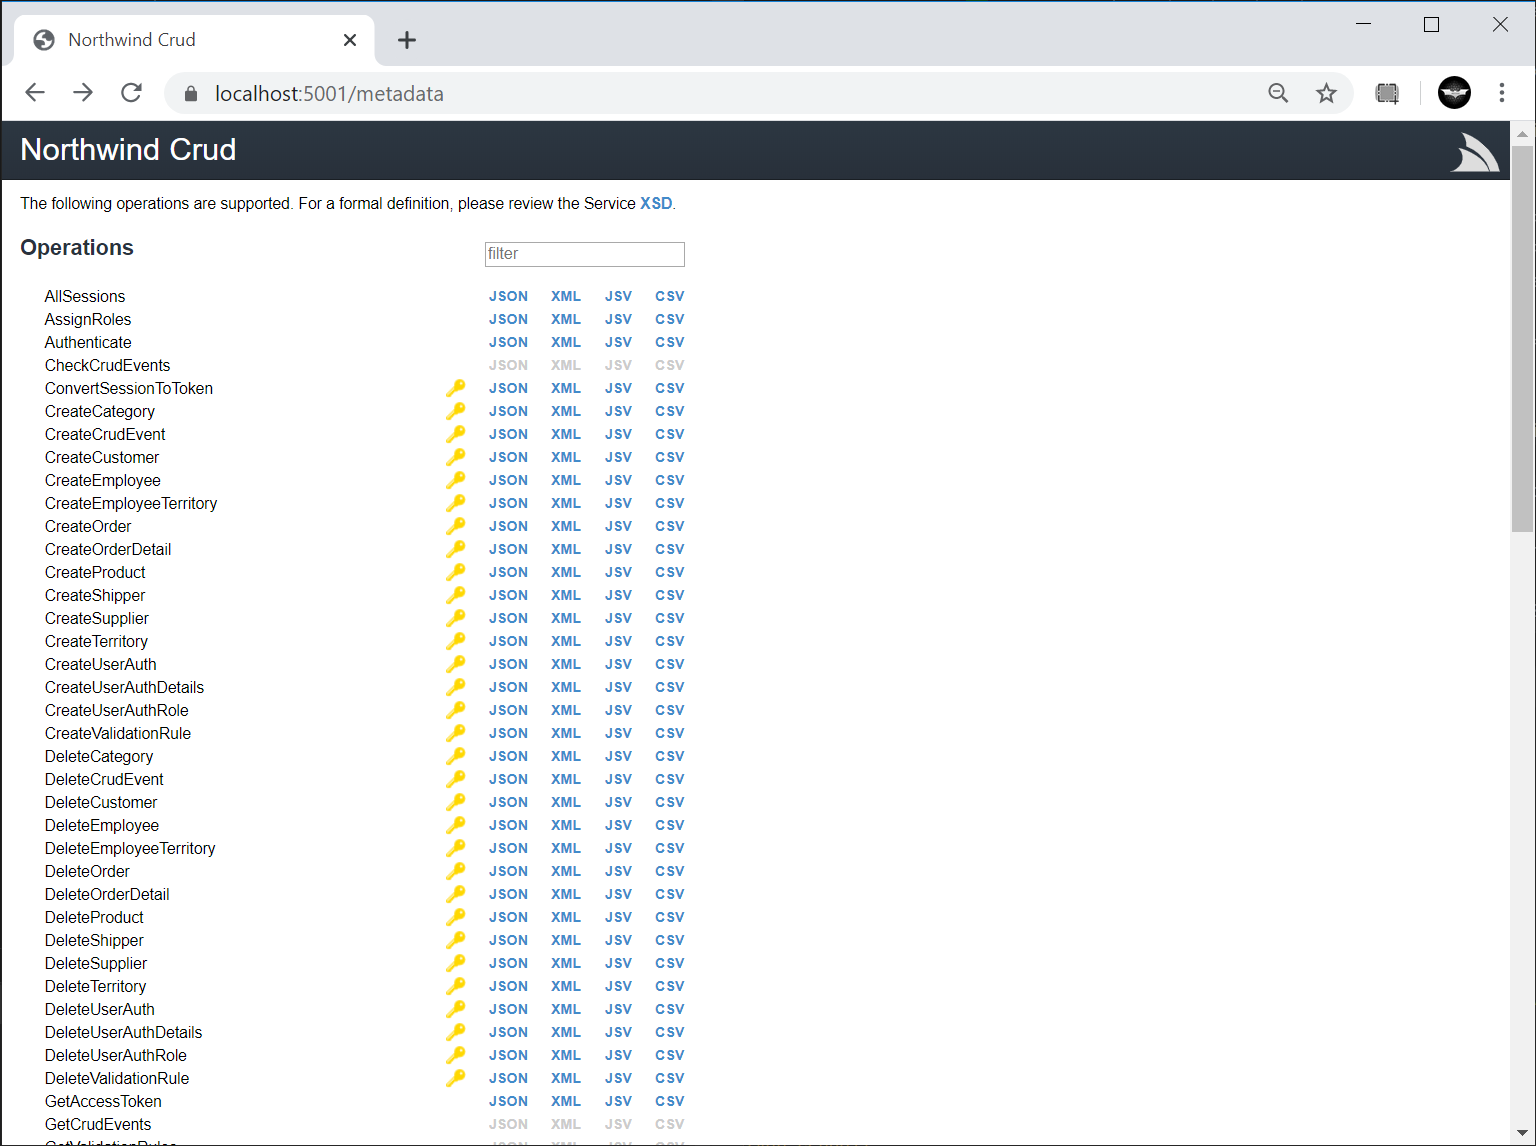 Northwind Crud
localhost:5001/metadata
Northwind Crud
The following operations are supported. For a formal definition, please review the Service XSD.
Operations
filter
AllSessions JSON XML JSV CSV
AssignRoles JSON XML JSV CSV
Authenticate JSON XML JSV CSV
CheckCrudEvents JSON XML JSV CSV
ConvertSessionToToken JSON XML JSV CSV
CreateCategory JSON XML JSV CSV
CreateCrudEvent JSON XML JSV CSV
CreateCustomer JSON XML JSV CSV
CreateEmployee JSON XML JSV CSV
CreateEmployeeTerritory JSON XML JSV CSV
CreateOrder JSON XML JSV CSV
CreateOrderDetail JSON XML JSV CSV
CreateProduct JSON XML JSV CSV
CreateShipper JSON XML JSV CSV
CreateSupplier JSON XML JSV CSV
CreateTerritory JSON XML JSV CSV
CreateUserAuth JSON XML JSV CSV
CreateUserAuthDetails JSON XML JSV CSV
CreateUserAuthRole JSON XML JSV CSV
CreateValidationRule JSON XML JSV CSV
DeleteCategory JSON XML JSV CSV
DeleteCrudEvent JSON XML JSV CSV
DeleteCustomer JSON XML JSV CSV
DeleteEmployee JSON XML JSV CSV
DeleteEmployeeTerritory JSON XML JSV CSV
DeleteOrder JSON XML JSV CSV
DeleteOrderDetail JSON XML JSV CSV
DeleteProduct JSON XML JSV CSV
DeleteShipper JSON XML JSV CSV
DeleteSupplier JSON XML JSV CSV
DeleteTerritory JSON XML JSV CSV
DeleteUserAuth JSON XML JSV CSV
DeleteUserAuthDetails JSON XML JSV CSV
DeleteUserAuthRole JSON XML JSV CSV
DeleteValidationRule JSON XML JSV CSV
GetAccessToken JSON XML JSV CSV
GetCrudEvents JSON XML JSV CSV